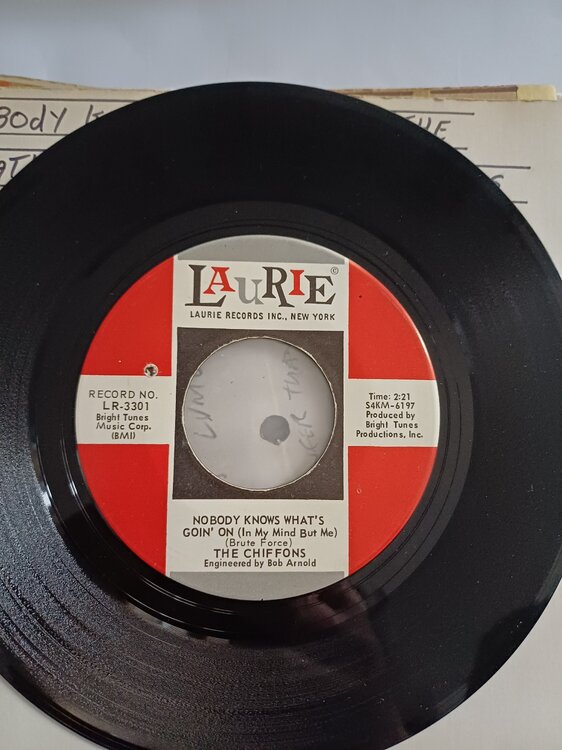 BODY
THE
LAURIE©
LAURIE RECORDS INC., NEW YORK
RECORD NO.
LR-3301
Bright Tunes
Music Corp.
(BMI)
Time: 2:21
S4KM-6197
Produced by
Bright Tunes
Productions, Inc.
NOBODY KNOWS WHAT'S
GOIN' ON (In My Mind But Me)
(Brute Force)
THE CHIFFONS
Engineered by Bob Arnold